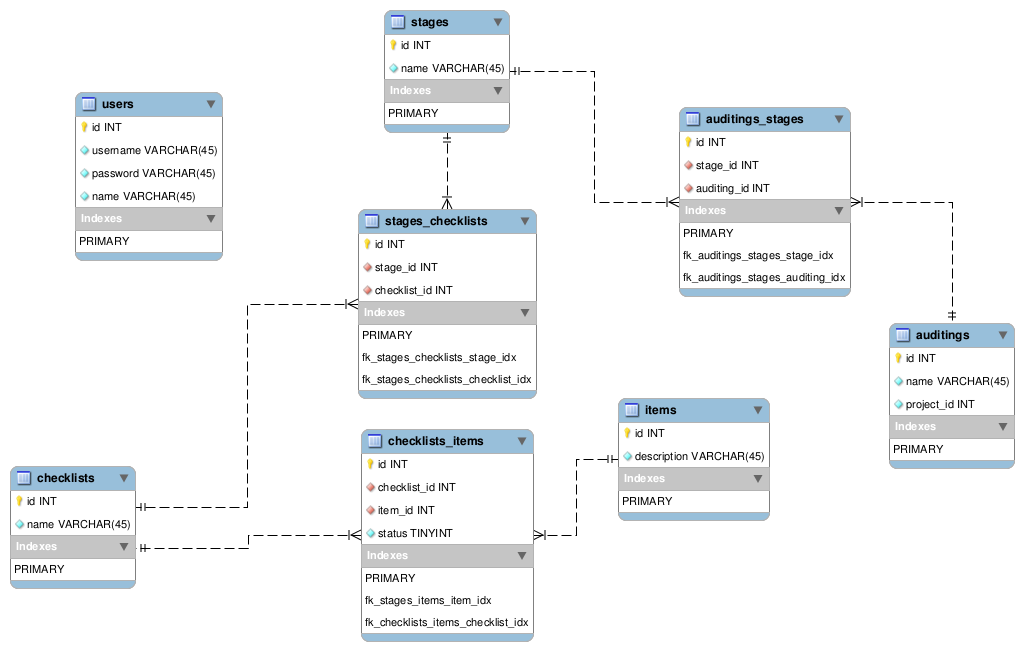 stages
id INT
name VARCHAR(45)
Indexes
PRIMARY
users
id INT
username VARCHAR(45)
password VARCHAR(45)
name VARCHAR(45)
Indexes
PRIMARY
auditings_stages
id INT
stage_id INT
auditing_id INT
Indexes
PRIMARY
fk_auditings_stages_stage_idx
fk_auditings_stages_auditing_idx
stages_checklists
id INT
stage_id INT
checklist_id INT
Indexes
PRIMARY
fk_stages_checklists_stage_idx
fk_stages_checklists_checklist_idx
auditings
id INT
name VARCHAR(45)
project_id INT
Indexes
PRIMARY
items
id INT
description VARCHAR(45)
Indexes
PRIMARY
checklists_items
id INT
checklist_id INT
item_id INT
status TINYINT
Indexes
PRIMARY
fk_stages_items_item_idx
fk_checklists_items_checklist_idx
checklists
id INT
name VARCHAR(45)
Indexes
PRIMARY